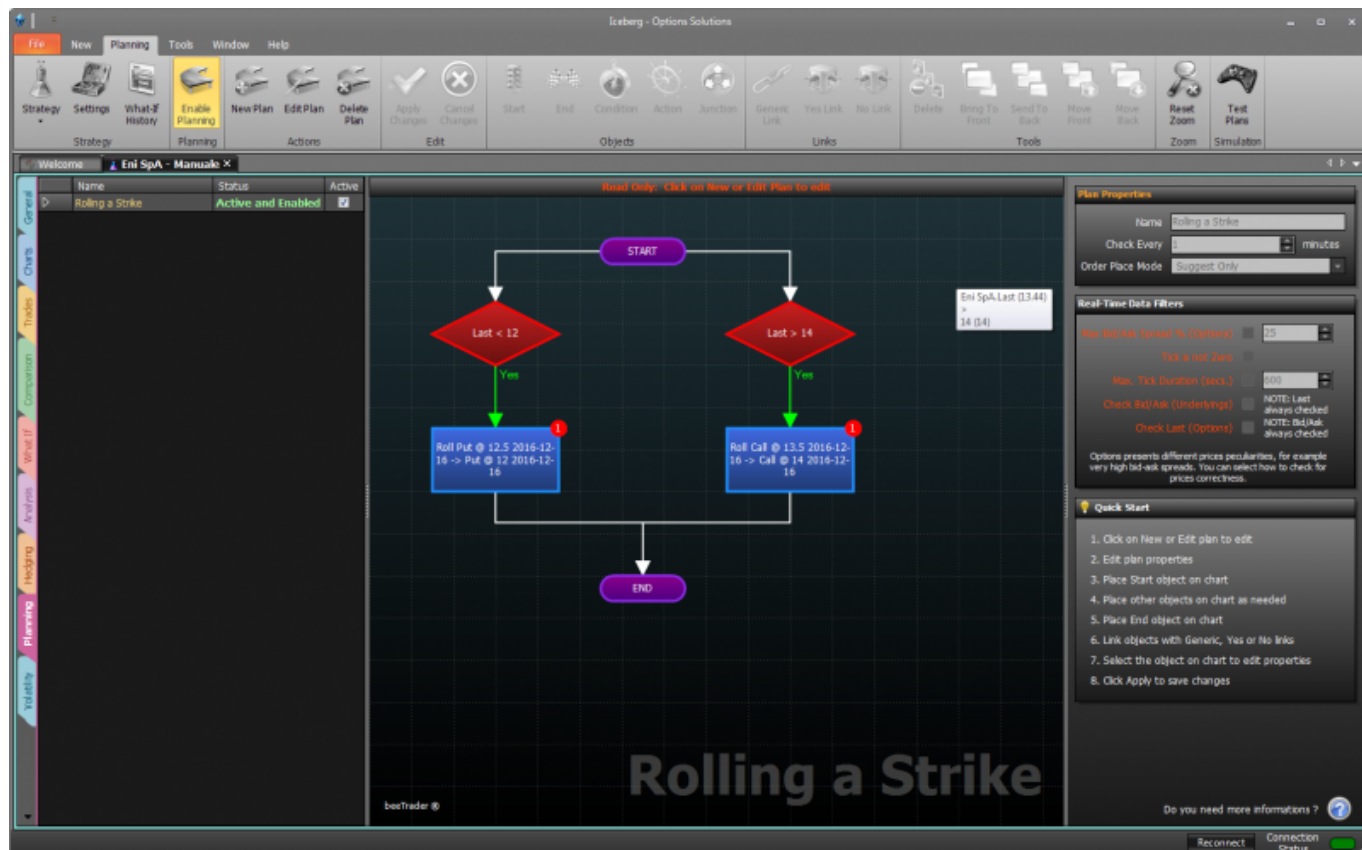 Iceberg - Options Solutions
File New Planning Tools Window Help
Strategy Settings What-If History Enable Planning New Plan Edit Plan Delete Plan Apply Changes Cancel Changes Start End Condition Action Junction Generic Link Yes Link No Link Delete Bring To Front Send To Back Move Front Move Back Reset Zoom Test Plans
Strategy Planning Actions Edit Objects Links Tools Zoom Simulation
Welcome Eni SpA - Manuale X
General
Charts
Trades
Comparison
What If
Analysis
Hedging
Planning
Volatility
Name Status Active
Roling a Strike Active and Enabled
Read Only: Click on New or Edit Plan to edit
START
Last < 12
Last > 14
Eni SpA.Last (13.44)
>
14 (14)
Yes
Yes
1
1
Roll Put @ 12.5 2016-12-
16 -> Put @ 12 2016-12-
16
Roll Call @ 13.5 2016-12-
16 -> Call @ 14 2016-12-
16
END
Rolling a Strike
beeTrader ®
Plan Properties
Name Roling a Strike
Check Every 1 minutes
Order Place Mode Suggest Only
Real-Time Data Filters
Max Bid/Ask Spread % (Options) 25
Tick is not Zero
Max. Tick Duration (secs.) 600
Check Bid/Ask (Underlyings) NOTE: Last
always checked
Check Last (Options) NOTE: Bid/Ask
always checked
Options presents different prices peculiarities, for example
very high bid-ask spreads. You can select how to check for
prices correctness.
Quick Start
1. Click on New or Edit plan to edit
2. Edit plan properties
3. Place Start object on chart
4. Place other objects on chart as needed
5. Place End object on chart
6. Link objects with Generic, Yes or No links
7. Select the object on chart to edit properties
8. Click Apply to save changes
Do you need more informations ? ?
Reconnect Connection
Status